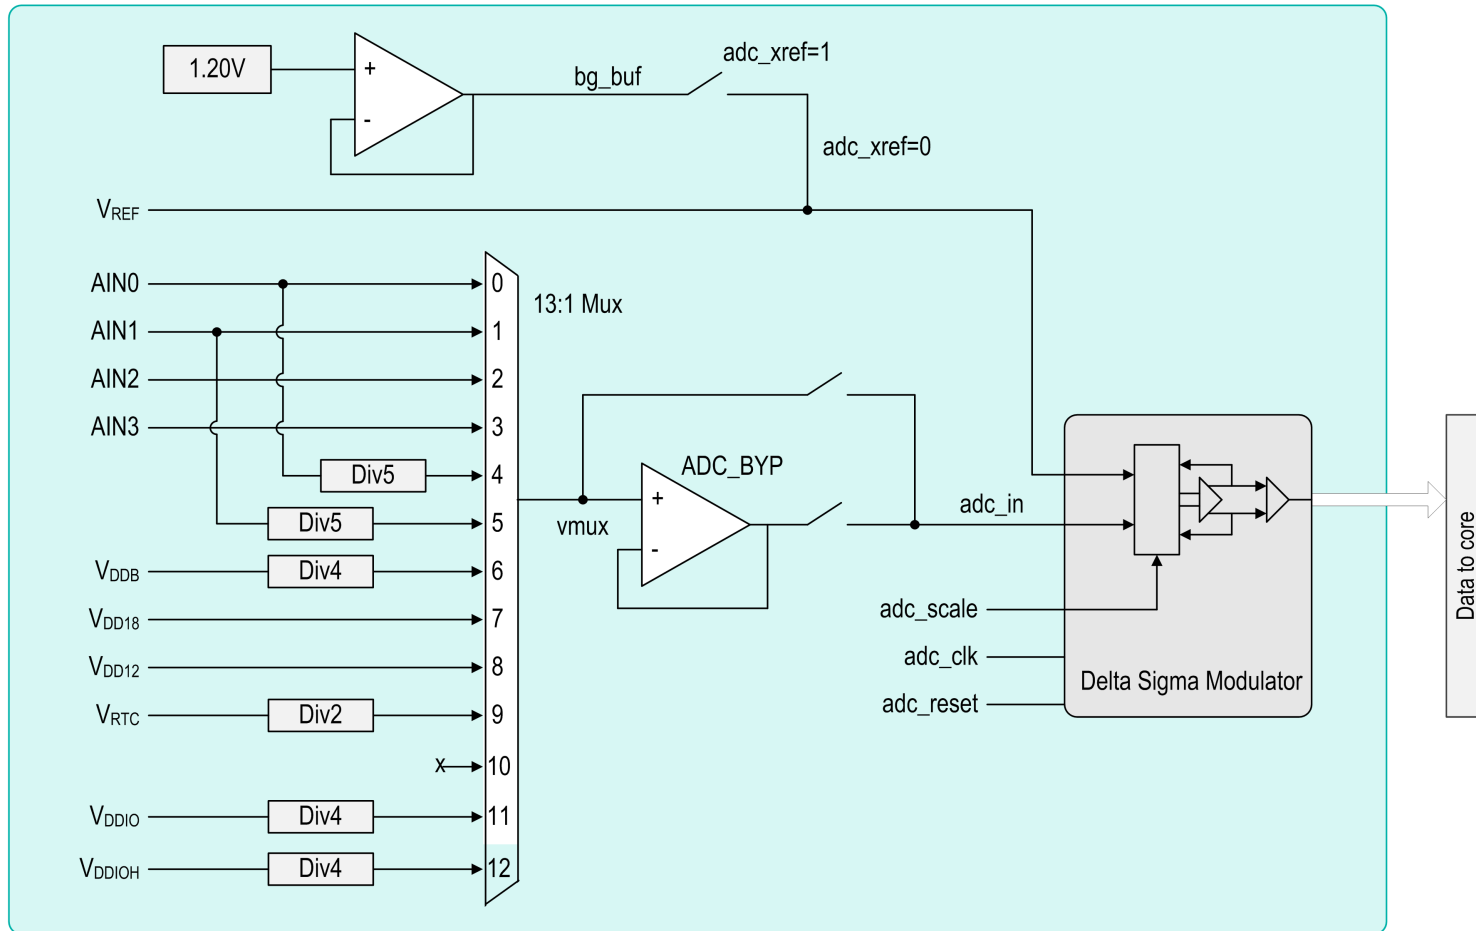 1.20V
+
-
bg_buf
adc_xref=1
adc_xref=0
VREF
AIN0
0
13:1 Mux
AIN1
1
AIN2
2
AIN3
3
Div5
4
ADC_BYP
+
-
vmux
adc_in
Div5
5
VDDB
Div4
6
VDD18
7
adc_scale
VDD12
8
adc_clk
VRTC
Div2
9
adc_reset
Delta Sigma Modulator
Data to core
x
10
VDDIO
Div4
11
VDDIOH
Div4
12